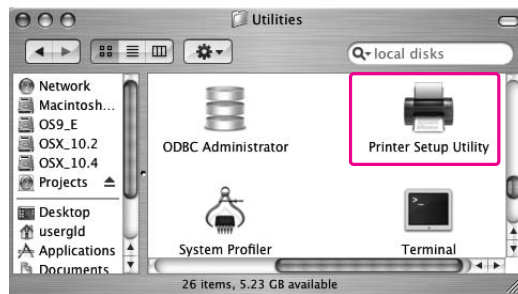 Utilities
local disks
Network
Macintosh...
OS9_E
OSX_10.2
OSX_10.4
Projects
Desktop
usergld
Applications
Documents
ODBC Administrator
Printer Setup Utility
System Profiler
>_
Terminal
26 items, 5.23 GB available